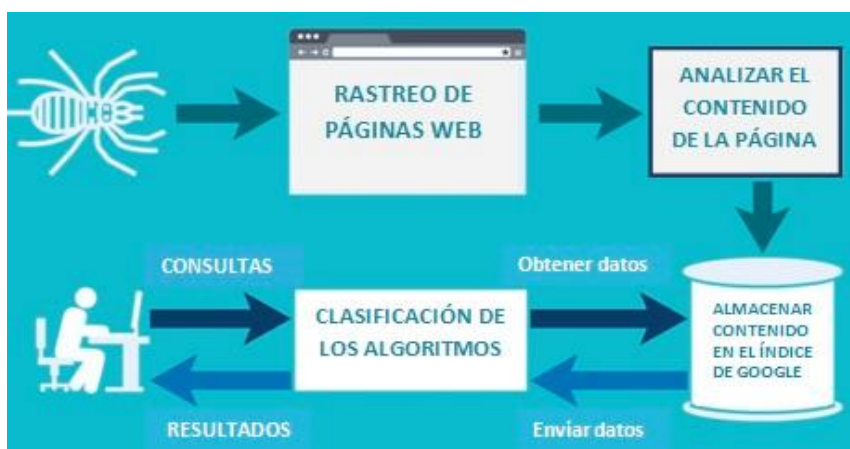 RASTREO DE
PÁGINAS WEB
ANALIZAR EL
CONTENIDO
DE LA PÁGINA
CONSULTAS
Obtener datos
CLASIFICACIÓN DE
LOS ALGORITMOS
ALMACENAR
CONTENIDO
EN EL ÍNDICE
DE GOOGLE
RESULTADOS
Enviar datos